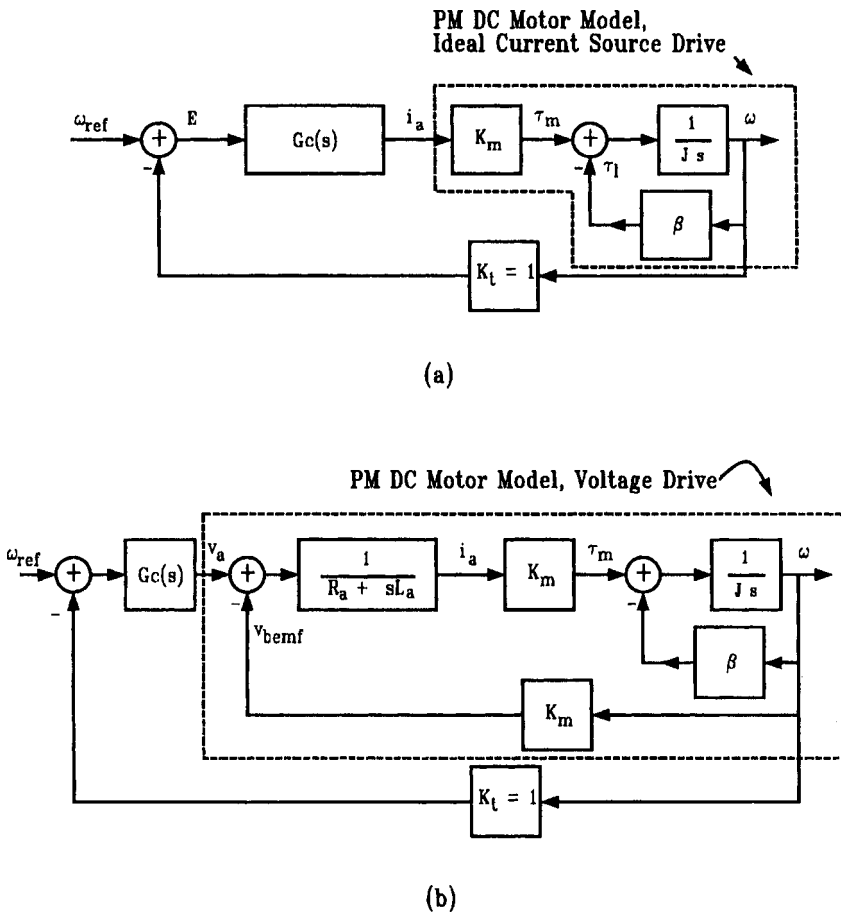 PM DC Motor Model,
Ideal Current Source Drive
ω_ref
E
Gc(s)
i_a
K_m
τ_m
1
J s
ω
τ_l
β
K_t = 1
(a)
PM DC Motor Model, Voltage Drive
ω_ref
Gc(s)
v_a
1
R_a + sL_a
i_a
K_m
τ_m
1
J s
ω
v_bemf
β
K_m
K_t = 1
(b)